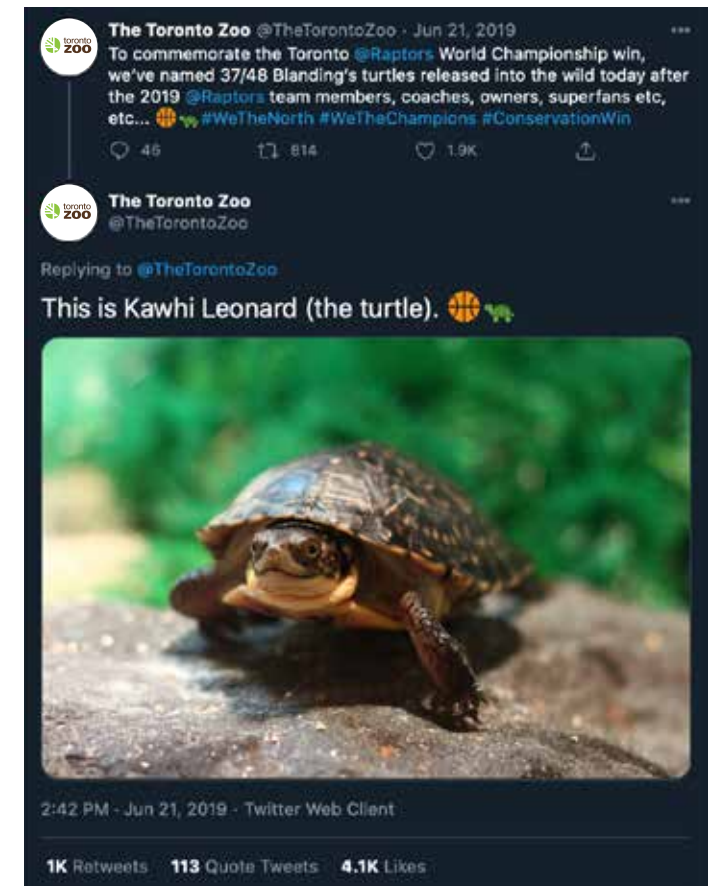 toronto
ZOO
The Toronto Zoo @TheTorontoZoo · Jun 21, 2019
To commemorate the Toronto @Raptors World Championship win,
we've named 37/48 Blanding's turtles released into the wild today after
the 2019 @Raptors team members, coaches, owners, superfans etc,
etc... 🏀🐢 #WeTheNorth #WeTheChampions #ConservationWin
46 814 1.9K
toronto
ZOO
The Toronto Zoo
@TheTorontoZoo
Replying to @TheTorontoZoo
This is Kawhi Leonard (the turtle). 🏀🐢
2:42 PM · Jun 21, 2019 · Twitter Web Client
1K Retweets 113 Quote Tweets 4.1K Likes